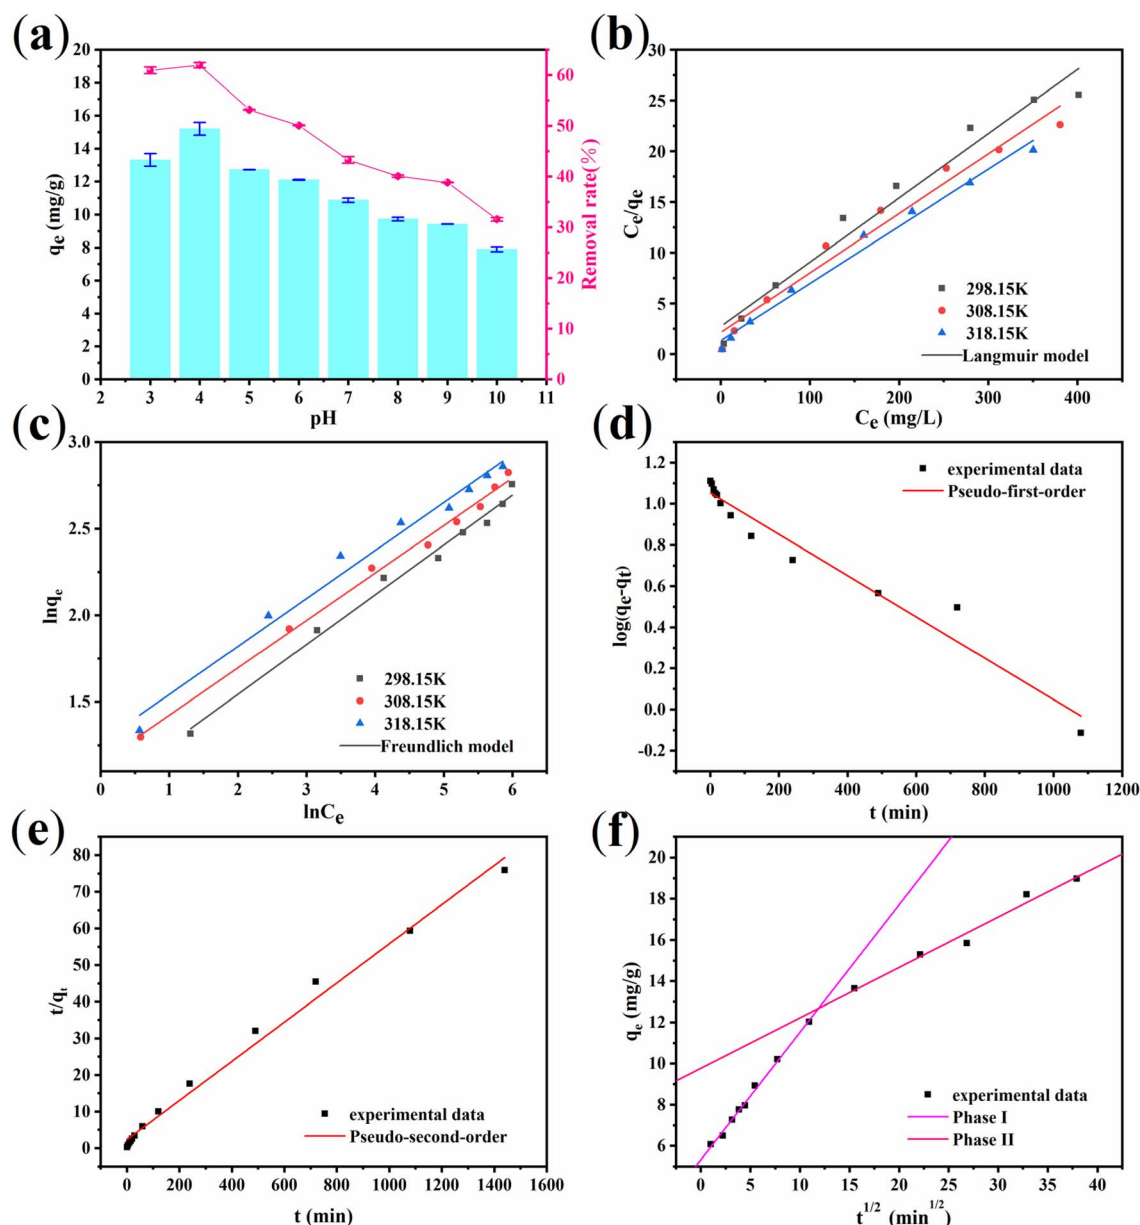 (a)
20
18
16
14
12
10
8
6
4
2
0
qe (mg/g)
60
50
40
30
20
10
0
Removal rate(%)
2 3 4 5 6 7 8 9 10 11
pH
(b)
30
25
20
15
10
5
0
Ce/qe
298.15K
308.15K
318.15K
Langmuir model
0 100 200 300 400
Ce (mg/L)
(c)
3.0
2.5
2.0
1.5
lnqe
298.15K
308.15K
318.15K
Freundlich model
0 1 2 3 4 5 6
lnCe
(d)
1.2
1.0
0.8
0.6
0.4
0.2
0.0
-0.2
log(qe-qt)
experimental data
Pseudo-first-order
0 200 400 600 800 1000 1200
t (min)
(e)
80
70
60
50
40
30
20
10
0
t/qt
experimental data
Pseudo-second-order
0 200 400 600 800 1000 1200 1400 1600
t (min)
(f)
20
18
16
14
12
10
8
6
qe (mg/g)
experimental data
Phase I
Phase II
0 5 10 15 20 25 30 35 40
t1/2 (min1/2)